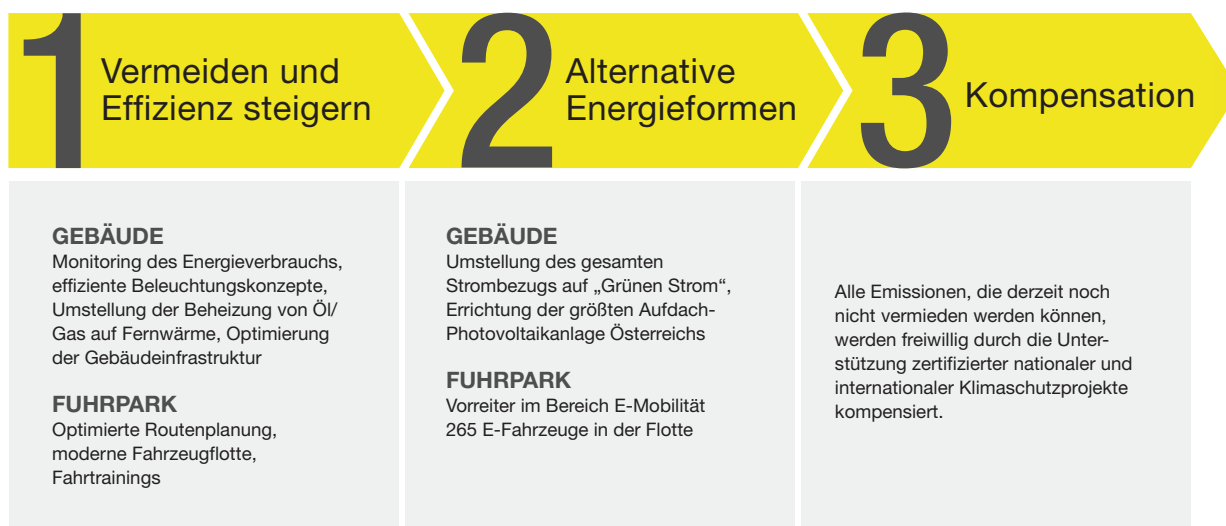 1
Vermeiden und
Effizienz steigern
GEBÄUDE
Monitoring des Energieverbrauchs,
effiziente Beleuchtungskonzepte,
Umstellung der Beheizung von Öl/
Gas auf Fernwärme, Optimierung
der Gebäudeinfrastruktur
FUHRPARK
Optimierte Routenplanung,
moderne Fahrzeugflotte,
Fahrtrainings
2
Alternative
Energieformen
GEBÄUDE
Umstellung des gesamten
Strombezugs auf „Grünen Strom“,
Errichtung der größten Aufdach-
Photovoltaikanlage Österreichs
FUHRPARK
Vorreiter im Bereich E-Mobilität
265 E-Fahrzeuge in der Flotte
3
Kompensation
Alle Emissionen, die derzeit noch
nicht vermieden werden können,
werden freiwillig durch die Unter-
stützung zertifizierter nationaler und
internationaler Klimaschutzprojekte
kompensiert.